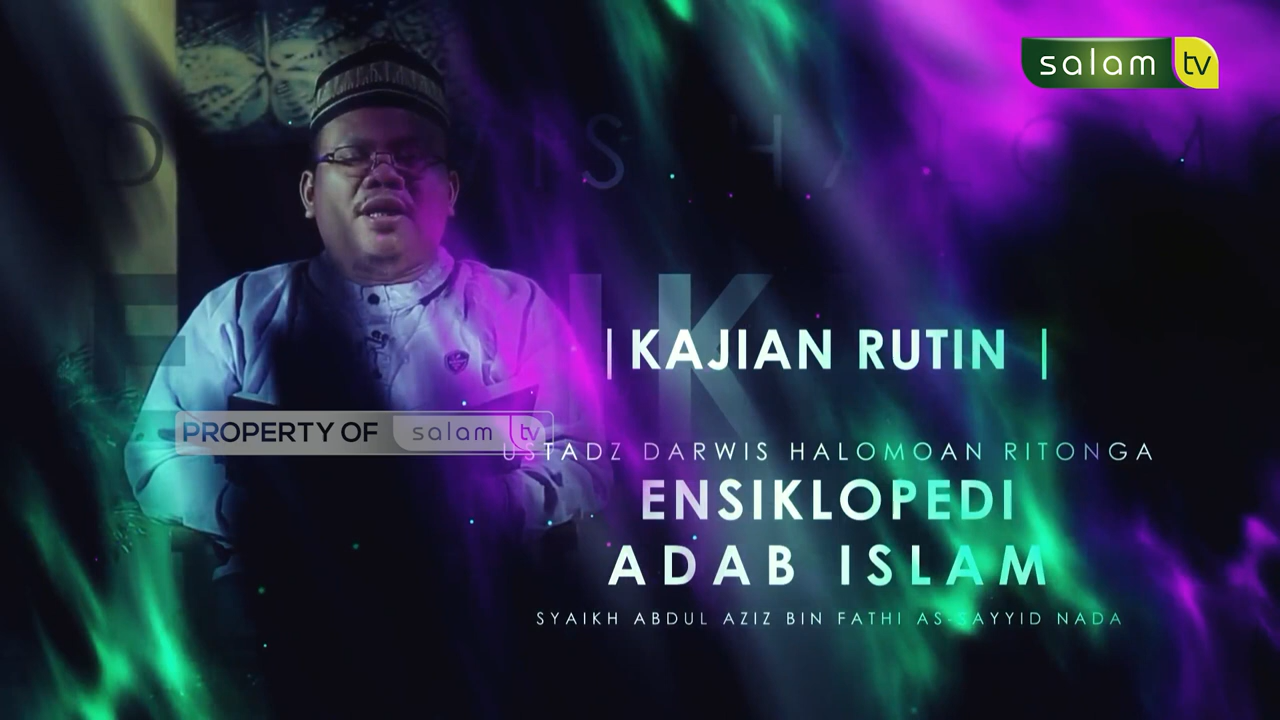 salam tv
| KAJIAN RUTIN |
PROPERTY OF salam tv
USTADZ DARWIS HALOMOAN RITONGA
ENSIKLOPEDI
ADAB ISLAM
SYAIKH ABDUL AZIZ BIN FATHI AS-SAYYID NADA